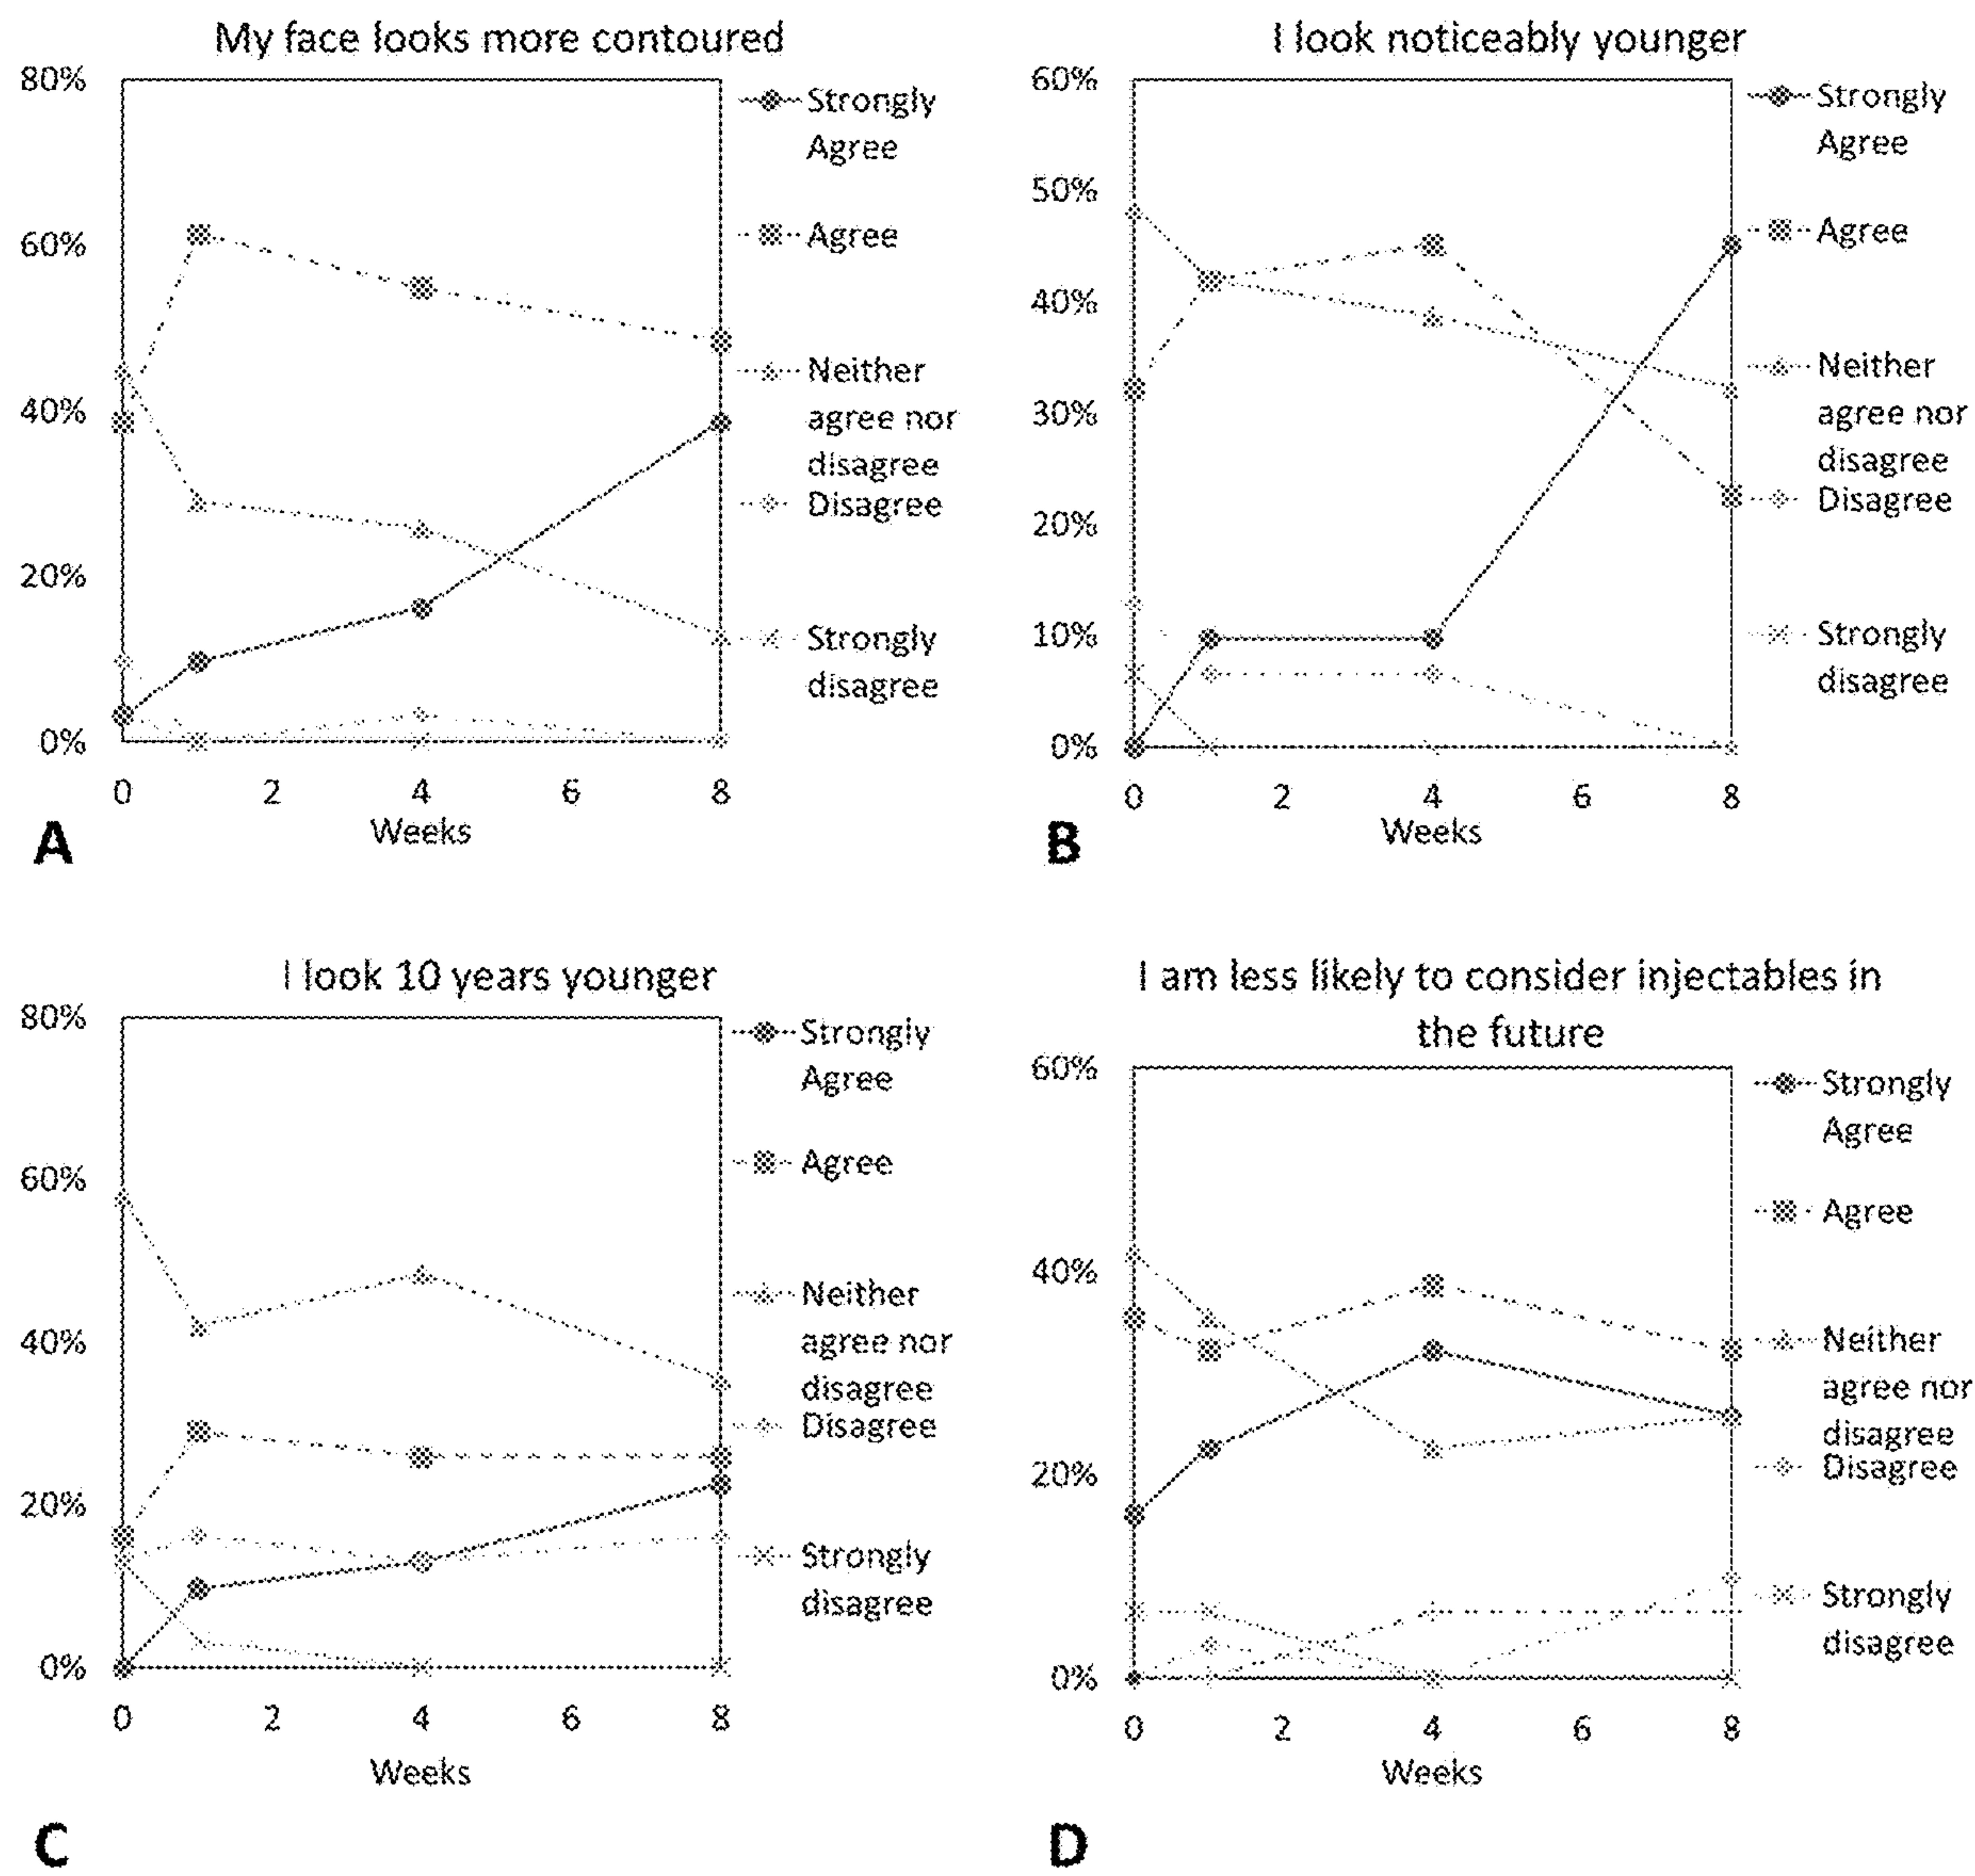 My face looks more contoured
80%
60%
40%
20%
0%
0 2 4 6 8
Weeks
Strongly
Agree
Agree
Neither
agree nor
disagree
Disagree
Strongly
disagree
A
I look noticeably younger
60%
50%
40%
30%
20%
10%
0%
0 2 4 6 8
Weeks
Strongly
Agree
Agree
Neither
agree nor
disagree
Disagree
Strongly
disagree
B
I look 10 years younger
80%
60%
40%
20%
0%
0 2 4 6 8
Weeks
Strongly
Agree
Agree
Neither
agree nor
disagree
Disagree
Strongly
disagree
C
I am less likely to consider injectables in
the future
60%
40%
20%
0%
0 2 4 6 8
Weeks
Strongly
Agree
Agree
Neither
agree nor
disagree
Disagree
Strongly
disagree
D